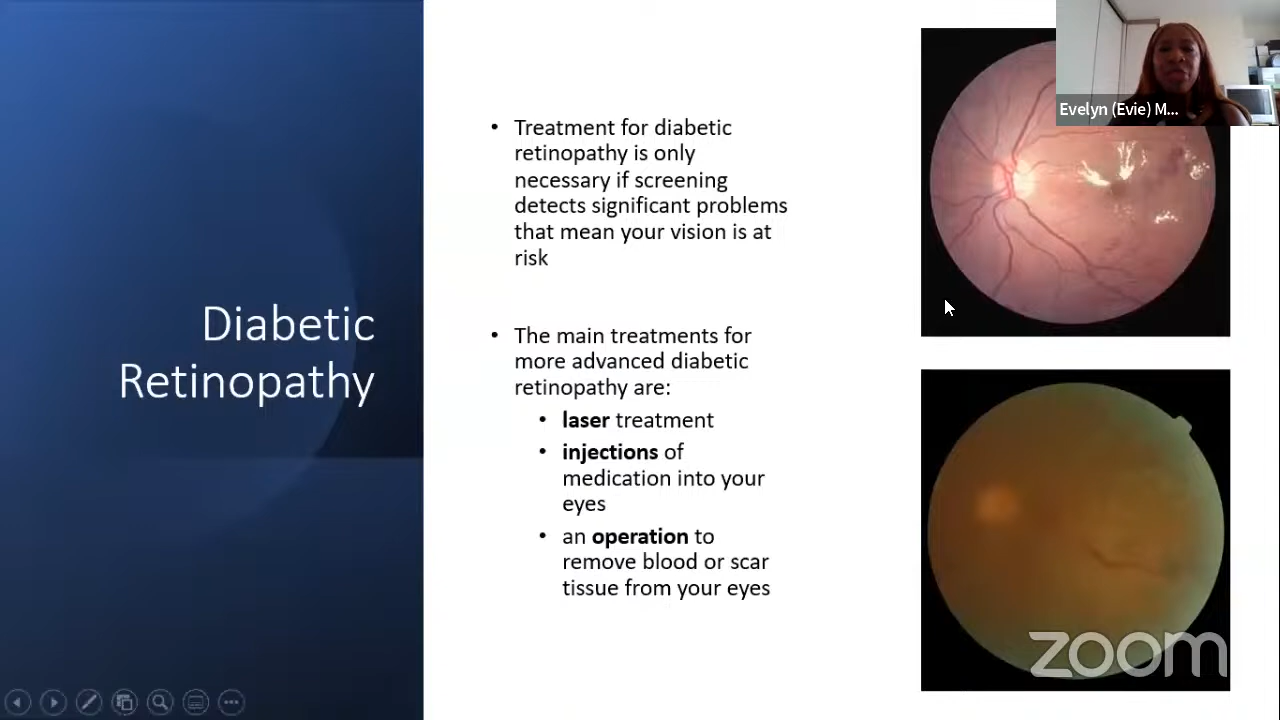 Diabetic
Retinopathy
• Treatment for diabetic
retinopathy is only
necessary if screening
detects significant problems
that mean your vision is at
risk
• The main treatments for
more advanced diabetic
retinopathy are:
• laser treatment
• injections of
medication into your
eyes
• an operation to
remove blood or scar
tissue from your eyes
Evelyn (Evie) M...
zoom